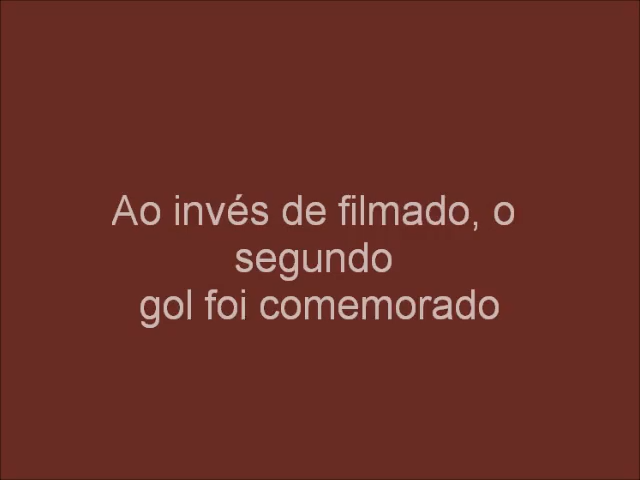 Ao invés de filmado, o
segundo
gol foi comemorado